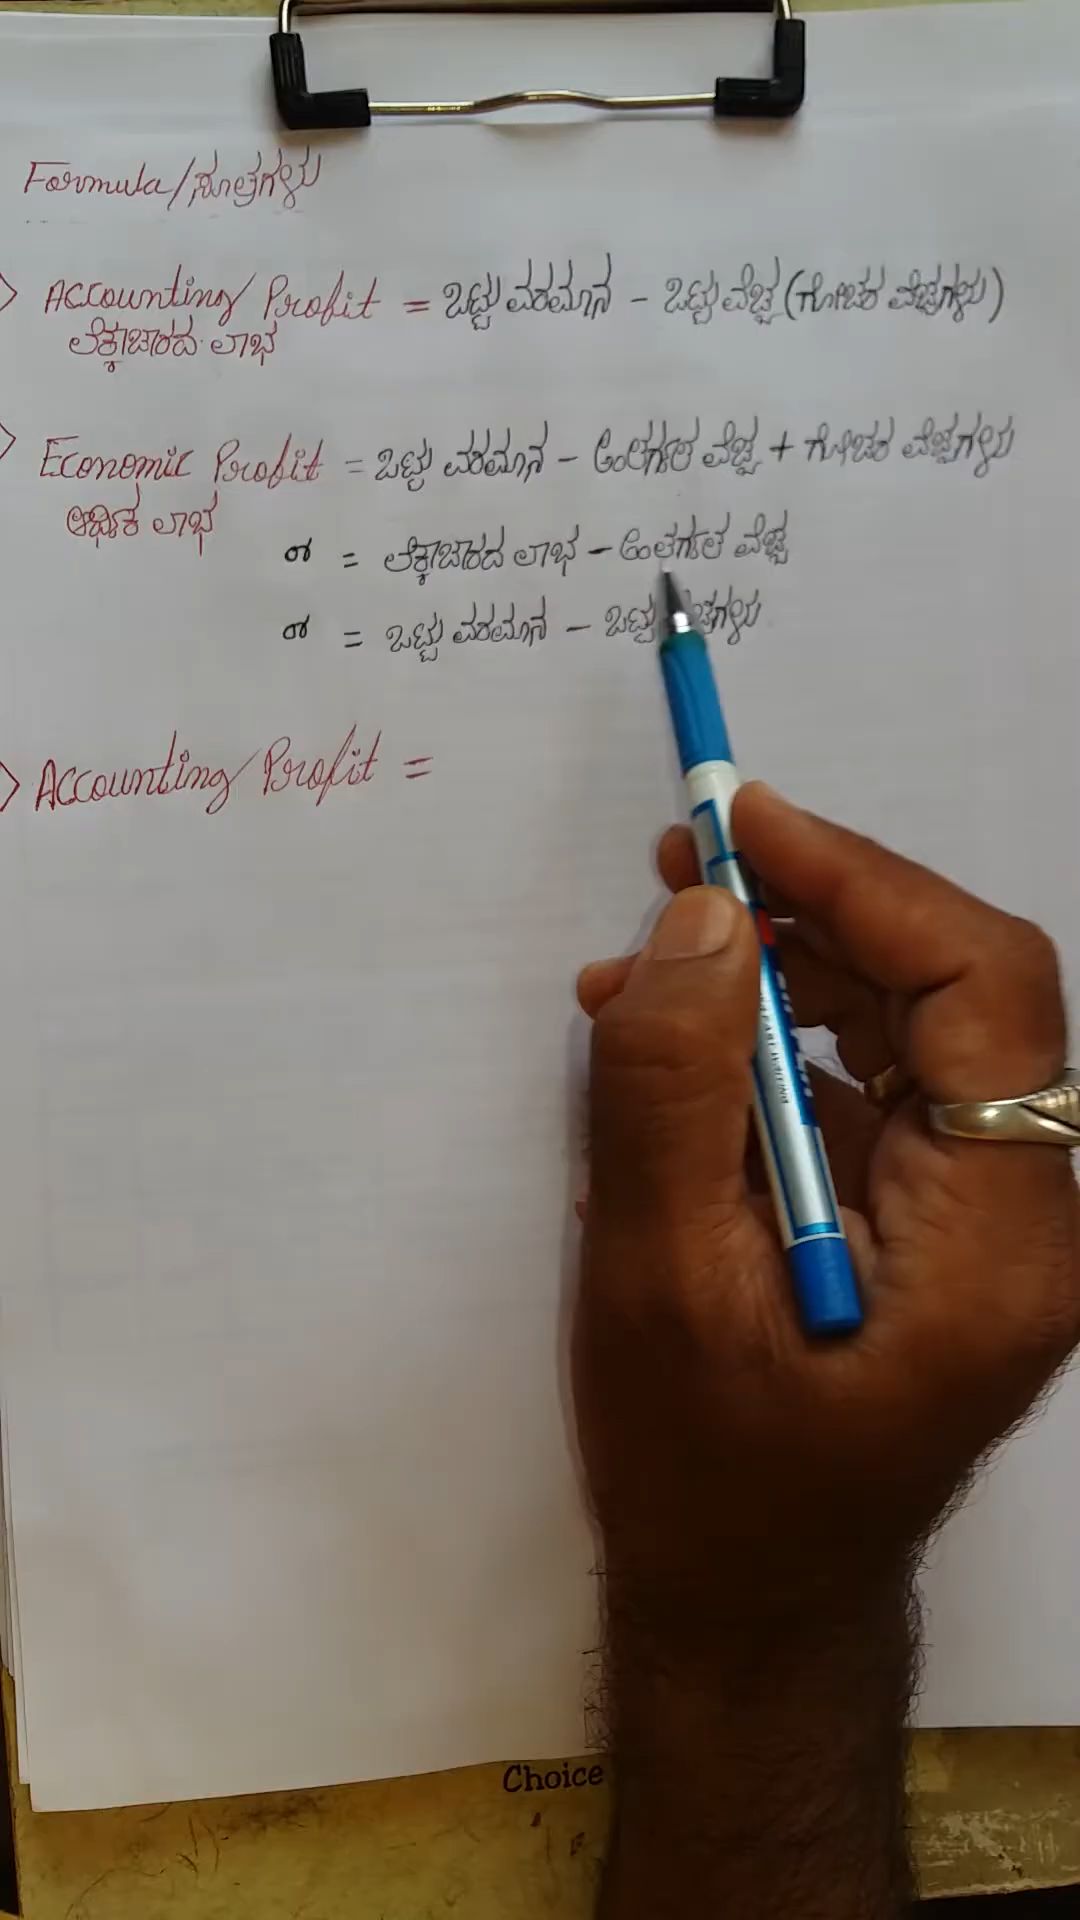 Formula/ಸೂತ್ರಗಳು
Accounting Profit = ಒಟ್ಟು ವರಮಾನ - ಒಟ್ಟು ವೆಚ್ಚ (ಗೋಚರ ವೆಚ್ಚಗಳು)
ಲೆಕ್ಕಾಚಾರದ ಲಾಭ
Economic Profit = ಒಟ್ಟು ವರಮಾನ - ಅಂತರ್ಗತ ವೆಚ್ಚ + ಗೋಚರ ವೆಚ್ಚಗಳು
ಆರ್ಥಿಕ ಲಾಭ
= ಲೆಕ್ಕಾಚಾರದ ಲಾಭ - ಅಂತರ್ಗತ ವೆಚ್ಚ
= ಒಟ್ಟು ವರಮಾನ - ಒಟ್ಟು
Accounting Profit =
Choice